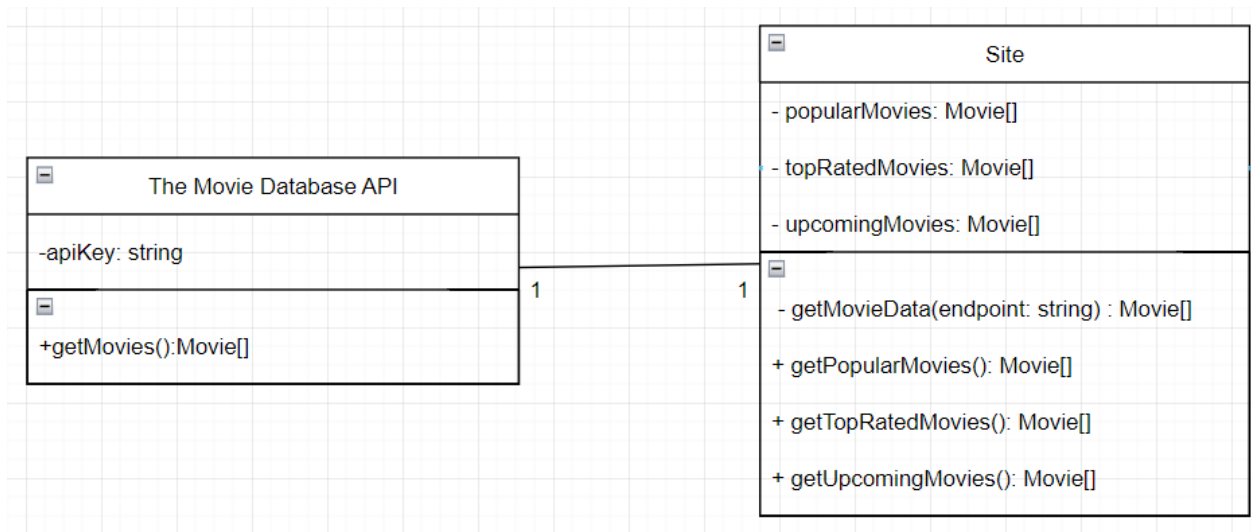 The Movie Database API
-apiKey: string
+getMovies():Movie[]
1
1
Site
- popularMovies: Movie[]
- topRatedMovies: Movie[]
- upcomingMovies: Movie[]
- getMovieData(endpoint: string) : Movie[]
+ getPopularMovies(): Movie[]
+ getTopRatedMovies(): Movie[]
+ getUpcomingMovies(): Movie[]